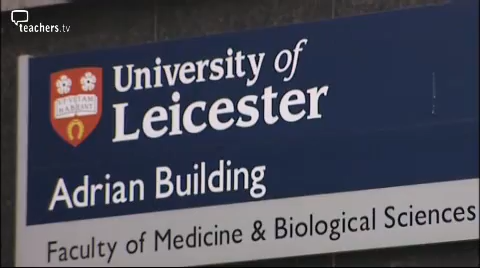 teachers.tv
University of
Leicester
Adrian Building
Faculty of Medicine & Biological Sciences